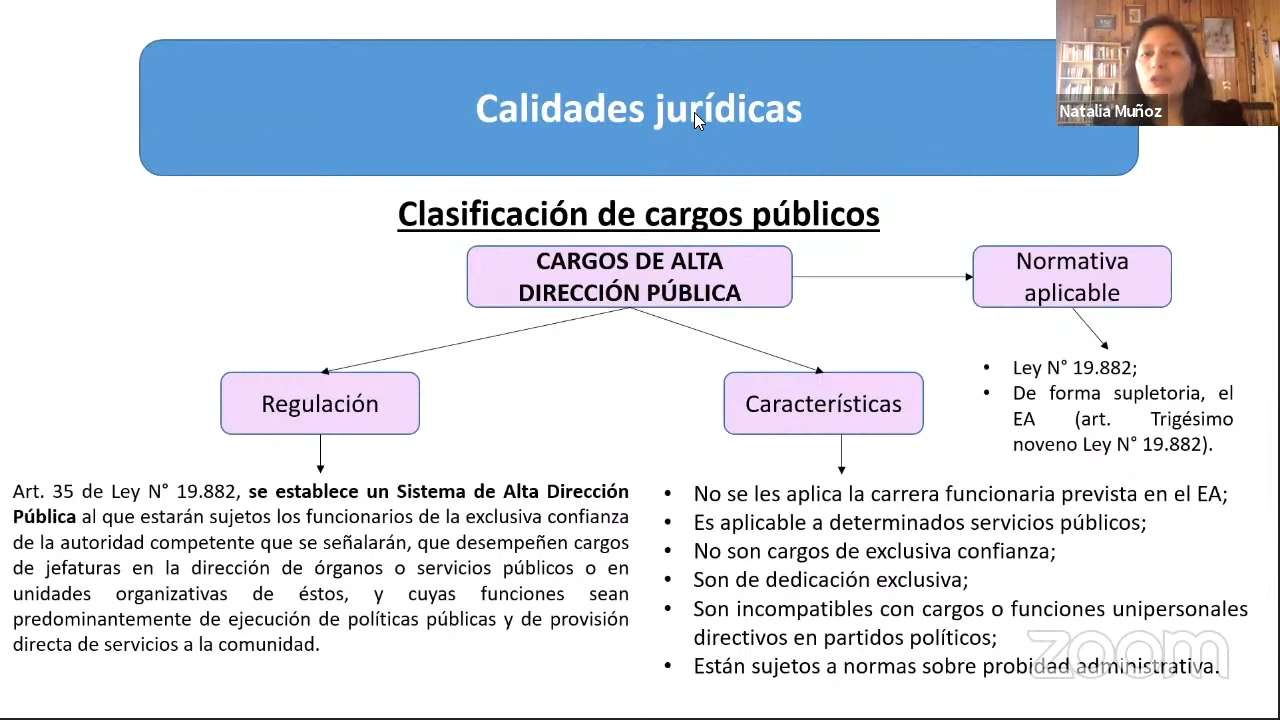 Calidades jurídicas
Natalia Muñoz
Clasificación de cargos públicos
CARGOS DE ALTA
DIRECCIÓN PÚBLICA
Normativa
aplicable
• Ley N° 19.882;
• De forma supletoria, el
EA (art. Trigésimo
noveno Ley N° 19.882).
Regulación
Características
Art. 35 de Ley N° 19.882, se establece un Sistema de Alta Dirección
Pública al que estarán sujetos los funcionarios de la exclusiva confianza
de la autoridad competente que se señalarán, que desempeñen cargos
de jefaturas en la dirección de órganos o servicios públicos o en
unidades organizativas de éstos, y cuyas funciones sean
predominantemente de ejecución de políticas públicas y de provisión
directa de servicios a la comunidad.
• No se les aplica la carrera funcionaria prevista en el EA;
• Es aplicable a determinados servicios públicos;
• No son cargos de exclusiva confianza;
• Son de dedicación exclusiva;
• Son incompatibles con cargos o funciones unipersonales
directivos en partidos políticos;
• Están sujetos a normas sobre probidad administrativa.
zoom